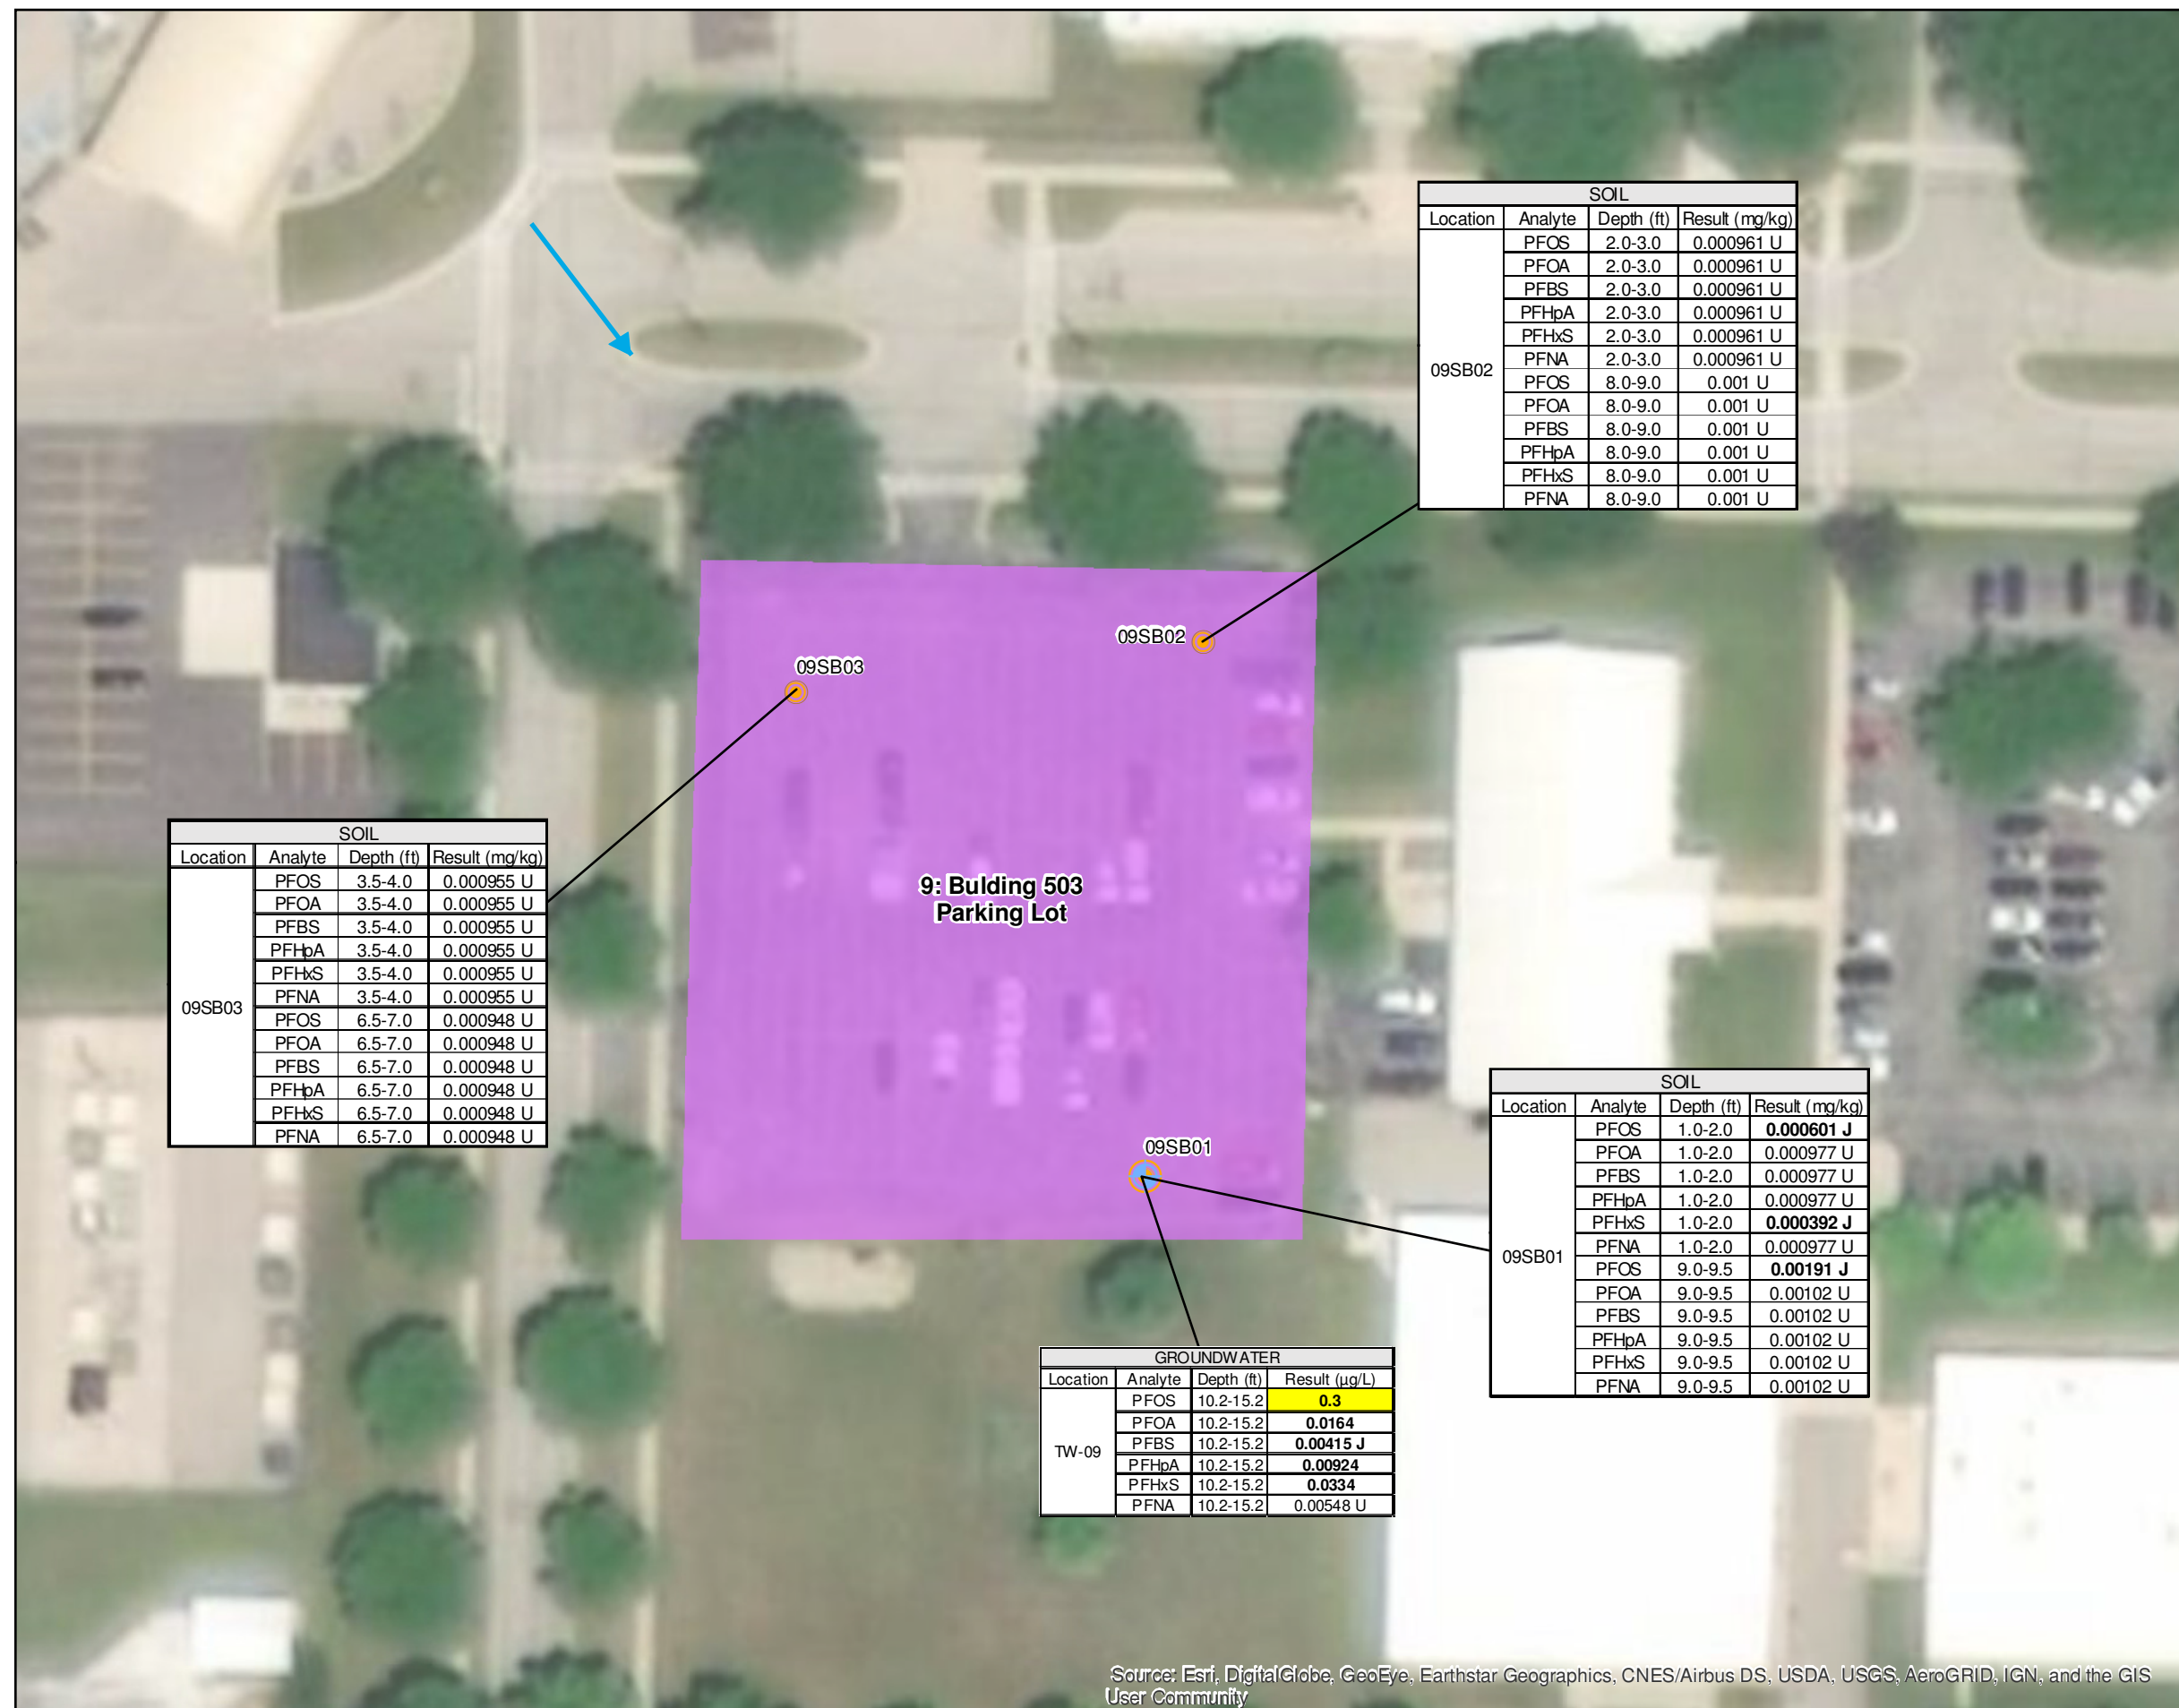 SOIL
Location Analyte Depth (ft) Result (mg/kg)
09SB02
PFOS 2.0-3.0 0.000961 U
PFOA 2.0-3.0 0.000961 U
PFBS 2.0-3.0 0.000961 U
PFHpA 2.0-3.0 0.000961 U
PFHxS 2.0-3.0 0.000961 U
PFNA 2.0-3.0 0.000961 U
PFOS 8.0-9.0 0.001 U
PFOA 8.0-9.0 0.001 U
PFBS 8.0-9.0 0.001 U
PFHpA 8.0-9.0 0.001 U
PFHxS 8.0-9.0 0.001 U
PFNA 8.0-9.0 0.001 U
09SB02
09SB03
SOIL
Location Analyte Depth (ft) Result (mg/kg)
09SB03
PFOS 3.5-4.0 0.000955 U
PFOA 3.5-4.0 0.000955 U
PFBS 3.5-4.0 0.000955 U
PFHpA 3.5-4.0 0.000955 U
PFHxS 3.5-4.0 0.000955 U
PFNA 3.5-4.0 0.000955 U
PFOS 6.5-7.0 0.000948 U
PFOA 6.5-7.0 0.000948 U
PFBS 6.5-7.0 0.000948 U
PFHpA 6.5-7.0 0.000948 U
PFHxS 6.5-7.0 0.000948 U
PFNA 6.5-7.0 0.000948 U
9: Bulding 503
Parking Lot
09SB01
SOIL
Location Analyte Depth (ft) Result (mg/kg)
09SB01
PFOS 1.0-2.0 0.000601 J
PFOA 1.0-2.0 0.000977 U
PFBS 1.0-2.0 0.000977 U
PFHpA 1.0-2.0 0.000977 U
PFHxS 1.0-2.0 0.000392 J
PFNA 1.0-2.0 0.000977 U
PFOS 9.0-9.5 0.00191 J
PFOA 9.0-9.5 0.00102 U
PFBS 9.0-9.5 0.00102 U
PFHpA 9.0-9.5 0.00102 U
PFHxS 9.0-9.5 0.00102 U
PFNA 9.0-9.5 0.00102 U
GROUNDWATER
Location Analyte Depth (ft) Result (µg/L)
TW-09
PFOS 10.2-15.2 0.3
PFOA 10.2-15.2 0.0164
PFBS 10.2-15.2 0.00415 J
PFHpA 10.2-15.2 0.00924
PFHxS 10.2-15.2 0.0334
PFNA 10.2-15.2 0.00548 U
Source: Esri, DigitalGlobe, GeoEye, Earthstar Geographics, CNES/Airbus DS, USDA, USGS, AeroGRID, IGN, and the GIS
User Community